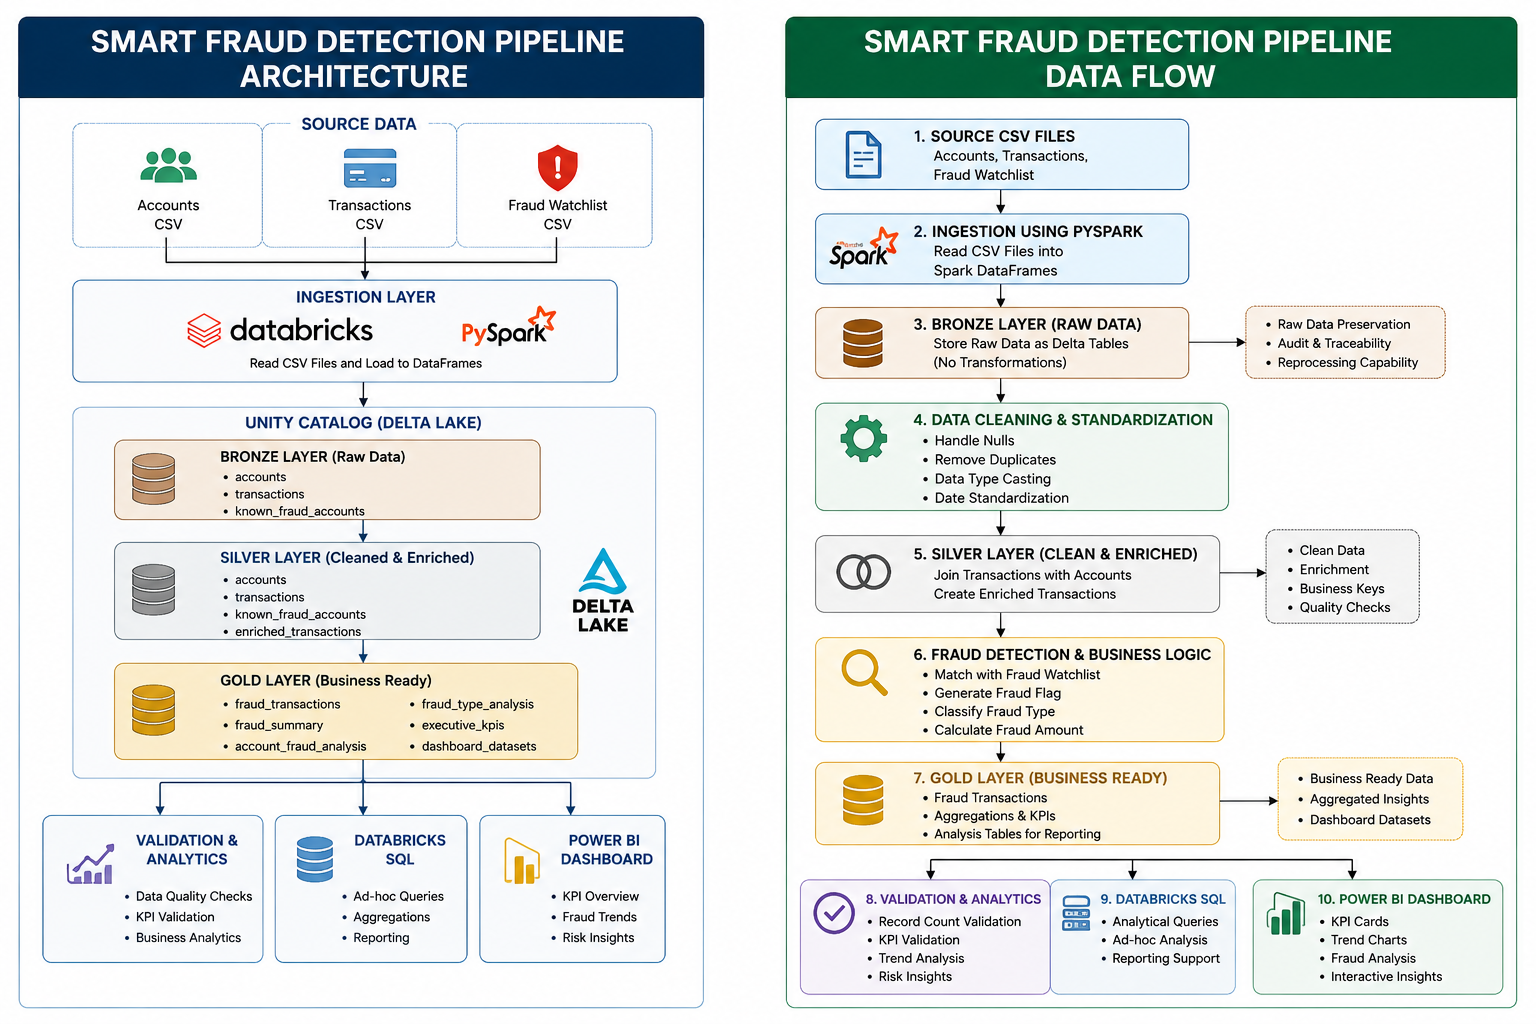 SMART FRAUD DETECTION PIPELINE
ARCHITECTURE
SOURCE DATA
Accounts
CSV
Transactions
CSV
Fraud Watchlist
CSV
INGESTION LAYER
databricks
PySpark
Read CSV Files and Load to DataFrames
UNITY CATALOG (DELTA LAKE)
BRONZE LAYER (Raw Data)
• accounts
• transactions
• known_fraud_accounts
SILVER LAYER (Cleaned & Enriched)
• accounts
• transactions
• known_fraud_accounts
• enriched_transactions
DELTA
LAKE
GOLD LAYER (Business Ready)
• fraud_transactions
• fraud_summary
• account_fraud_analysis
• fraud_type_analysis
• executive_kpis
• dashboard_datasets
VALIDATION &
ANALYTICS
• Data Quality Checks
• KPI Validation
• Business Analytics
DATABRICKS
SQL
• Ad-hoc Queries
• Aggregations
• Reporting
POWER BI
DASHBOARD
• KPI Overview
• Fraud Trends
• Risk Insights
SMART FRAUD DETECTION PIPELINE
DATA FLOW
1. SOURCE CSV FILES
Accounts, Transactions,
Fraud Watchlist
Spark
2. INGESTION USING PYSPARK
Read CSV Files into
Spark DataFrames
3. BRONZE LAYER (RAW DATA)
Store Raw Data as Delta Tables
(No Transformations)
• Raw Data Preservation
• Audit & Traceability
• Reprocessing Capability
4. DATA CLEANING & STANDARDIZATION
• Handle Nulls
• Remove Duplicates
• Data Type Casting
• Date Standardization
5. SILVER LAYER (CLEAN & ENRICHED)
Join Transactions with Accounts
Create Enriched Transactions
• Clean Data
• Enrichment
• Business Keys
• Quality Checks
6. FRAUD DETECTION & BUSINESS LOGIC
• Match with Fraud Watchlist
• Generate Fraud Flag
• Classify Fraud Type
• Calculate Fraud Amount
7. GOLD LAYER (BUSINESS READY)
• Fraud Transactions
• Aggregations & KPIs
• Analysis Tables for Reporting
• Business Ready Data
• Aggregated Insights
• Dashboard Datasets
8. VALIDATION & ANALYTICS
• Record Count Validation
• KPI Validation
• Trend Analysis
• Risk Insights
9. DATABRICKS SQL
• Analytical Queries
• Ad-hoc Analysis
• Reporting Support
10. POWER BI DASHBOARD
• KPI Cards
• Trend Charts
• Fraud Analysis
• Interactive Insights